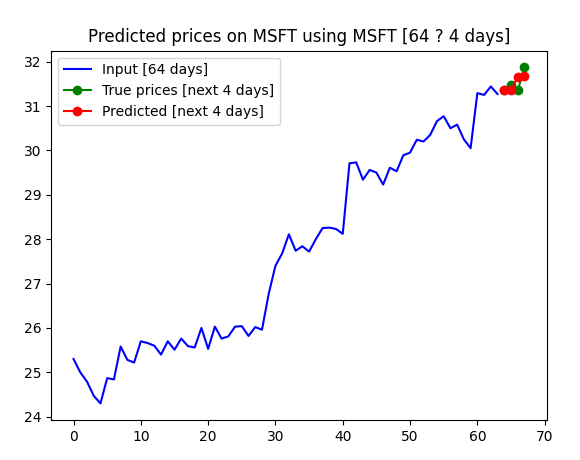 Predicted prices on MSFT using MSFT [64 ? 4 days]
Input [64 days]
True prices [next 4 days]
Predicted [next 4 days]
32
31
30
29
28
27
26
25
24
0 10 20 30 40 50 60 70